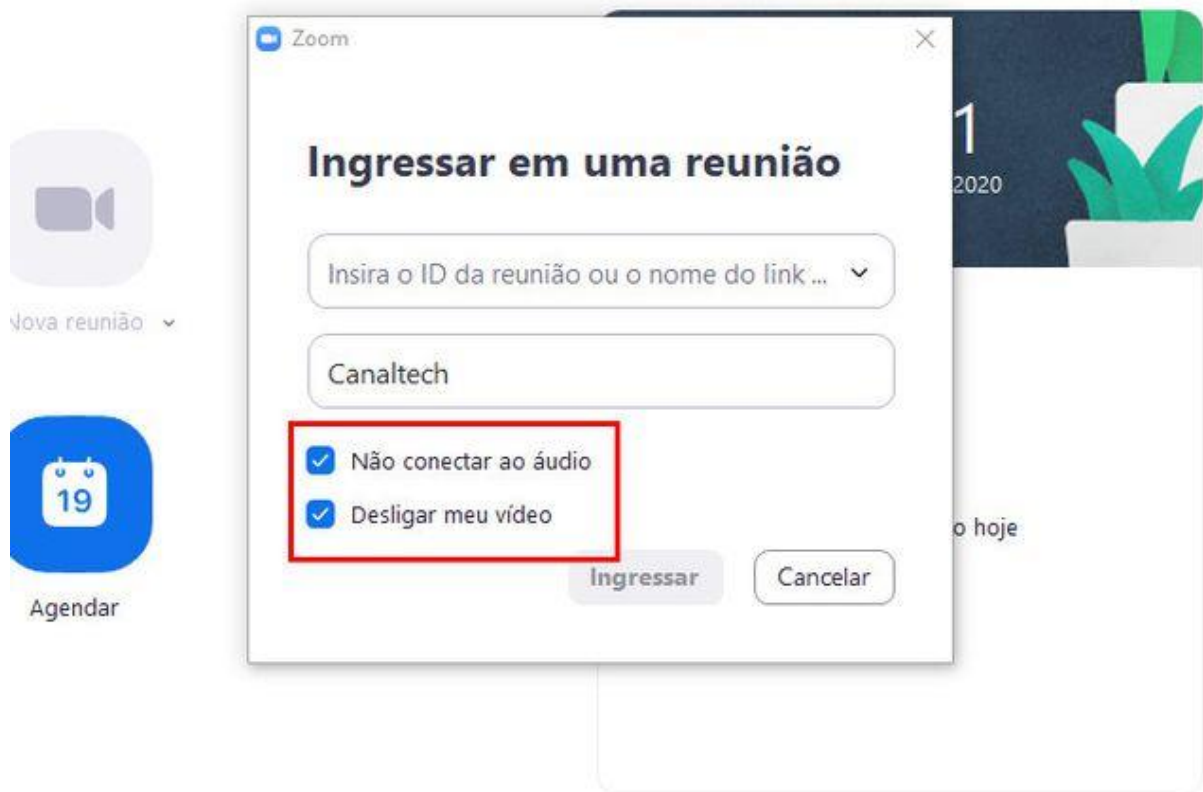 Zoom
Ingressar em uma reunião
Insira o ID da reunião ou o nome do link ...
Canaltech
Não conectar ao áudio
Desligar meu vídeo
Ingressar
Cancelar
Nova reunião
19
Agendar
1
2020
o hoje